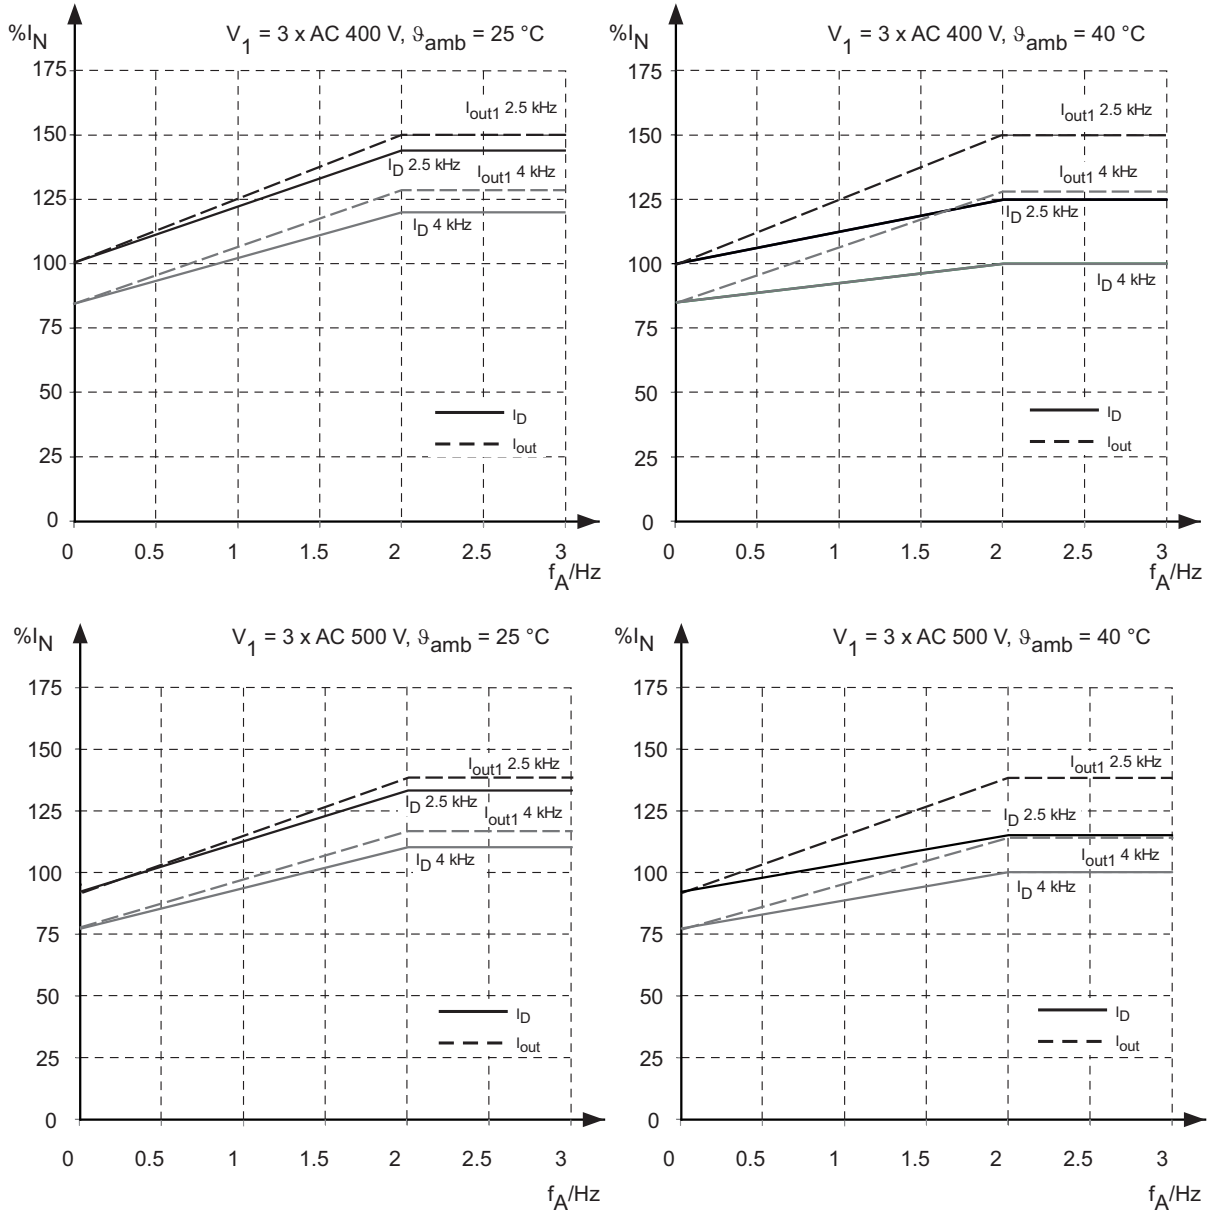 %I_N
V_1 = 3 x AC 400 V, ϑ_amb = 25 °C
175
150
125
100
75
50
25
0
I_out1 2.5 kHz
I_D 2.5 kHz
I_out1 4 kHz
I_D 4 kHz
I_D
I_out
0 0.5 1 1.5 2 2.5 3
f_A/Hz
%I_N
V_1 = 3 x AC 400 V, ϑ_amb = 40 °C
175
150
125
100
75
50
25
0
I_out1 2.5 kHz
I_out1 4 kHz
I_D 2.5 kHz
I_D 4 kHz
I_D
I_out
0 0.5 1 1.5 2 2.5 3
f_A/Hz
%I_N
V_1 = 3 x AC 500 V, ϑ_amb = 25 °C
175
150
125
100
75
50
25
0
I_out1 2.5 kHz
I_D 2.5 kHz
I_out1 4 kHz
I_D 4 kHz
I_D
I_out
0 0.5 1 1.5 2 2.5 3
f_A/Hz
%I_N
V_1 = 3 x AC 500 V, ϑ_amb = 40 °C
175
150
125
100
75
50
25
0
I_out1 2.5 kHz
I_D 2.5 kHz
I_out1 4 kHz
I_D 4 kHz
I_D
I_out
0 0.5 1 1.5 2 2.5 3
f_A/Hz